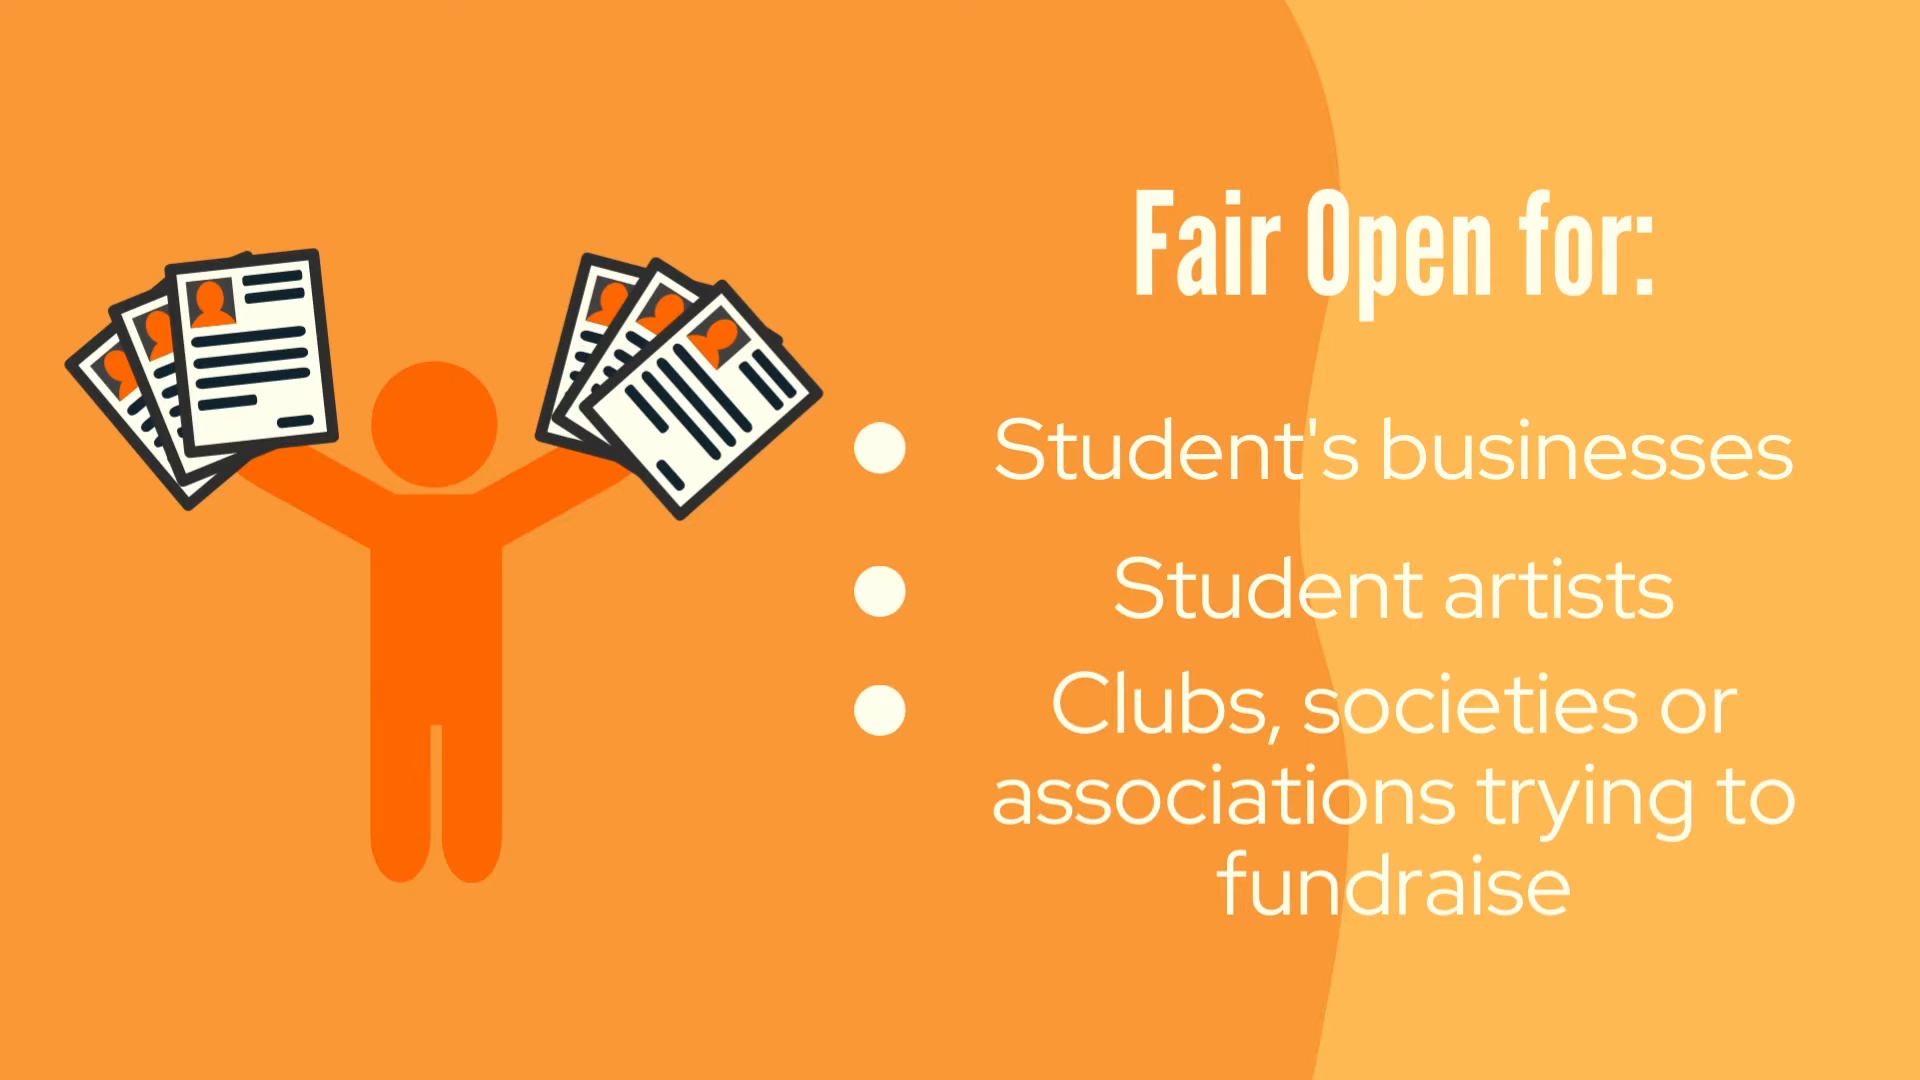 Fair Open for:
Student's businesses
Student artists
Clubs, societies or
associations trying to
fundraise